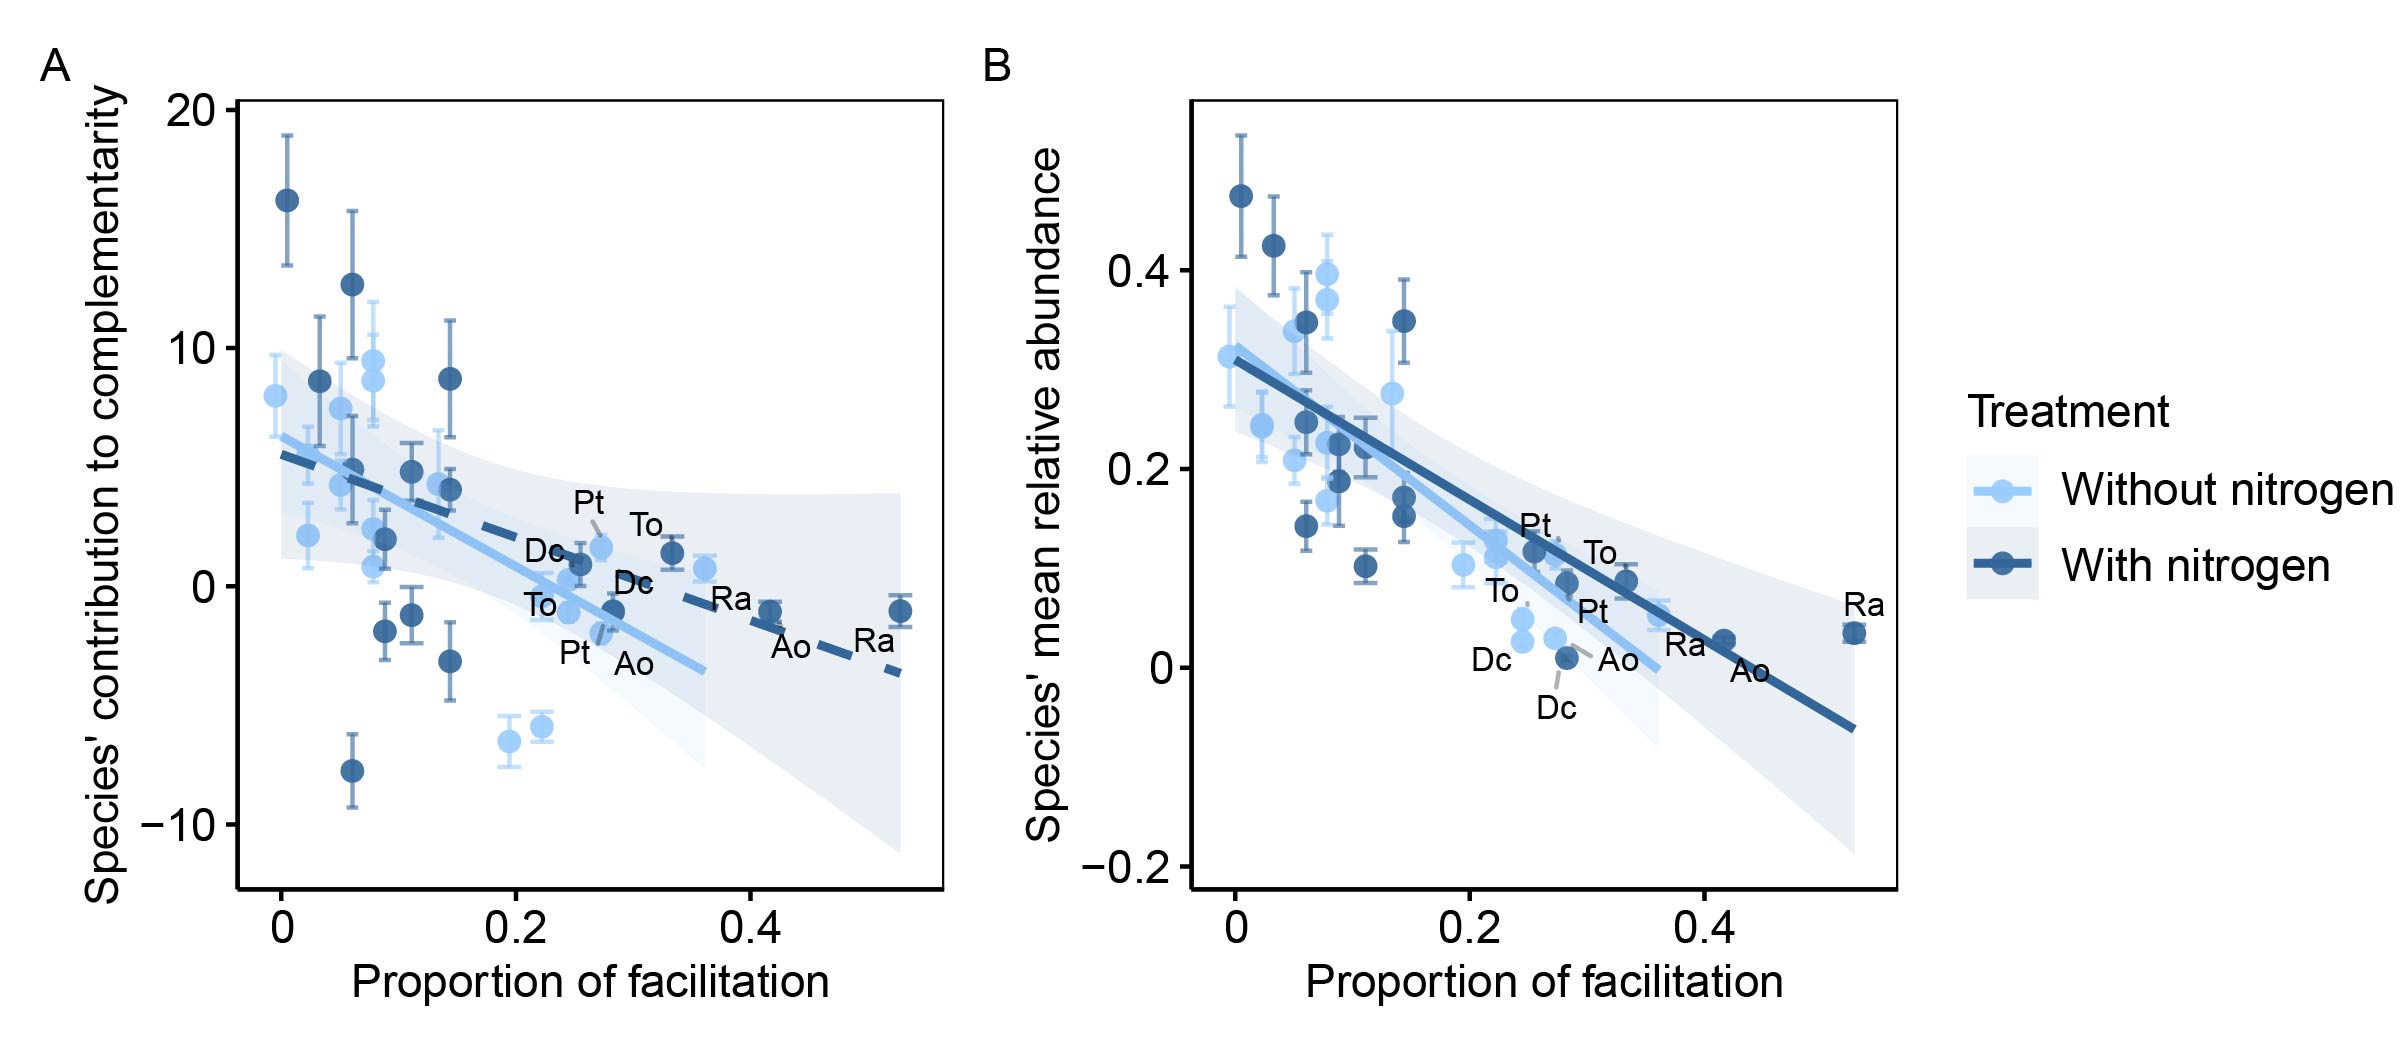 A
Species' contribution to complementarity
20
10
0
−10
Pt
To
Dc
Dc
To
Ra
Pt
Ao
Ao
Ra
0
0.2
0.4
Proportion of facilitation
B
Species' mean relative abundance
0.4
0.2
0
−0.2
Pt
To
To
Pt
Ra
Ra
Dc
Ao
Ao
Dc
0
0.2
0.4
Proportion of facilitation
Treatment
Without nitrogen
With nitrogen